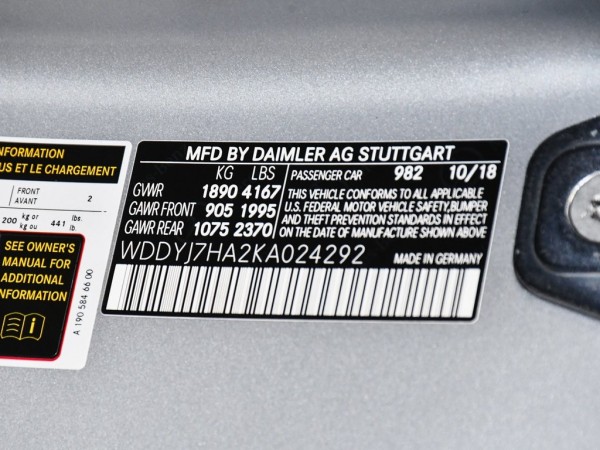 NFORMATION
US ET LE CHARGEMENT
FRONT
AVANT
2
200 kg or kg ou 441 lbs. lb
SEE OWNER'S
MANUAL FOR
ADDITIONAL
INFORMATION
A 190 584 66 00
MFD BY DAIMLER AG STUTTGART
KG LBS
GWR 1890 4167
GAWR FRONT 905 1995
GAWR REAR 1075 2370
PASSENGER CAR 982 10/18
THIS VEHICLE CONFORMS TO ALL APPLICABLE
U.S. FEDERAL MOTOR VEHICLE SAFETY, BUMPER
AND THEFT PREVENTION STANDARDS IN EFFECT
ON THE DATE OF MANUFACTURE SHOWN ABOVE
WDDYJ7HA2KA024292
MADE IN GERMANY